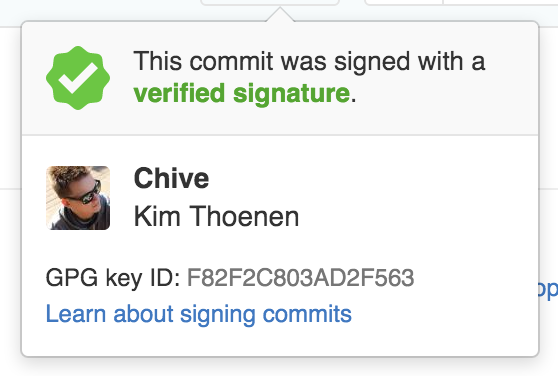 This commit was signed with a
verified signature.
Chive
Kim Thoenen
GPG key ID: F82F2C803AD2F563
Learn about signing commits
op